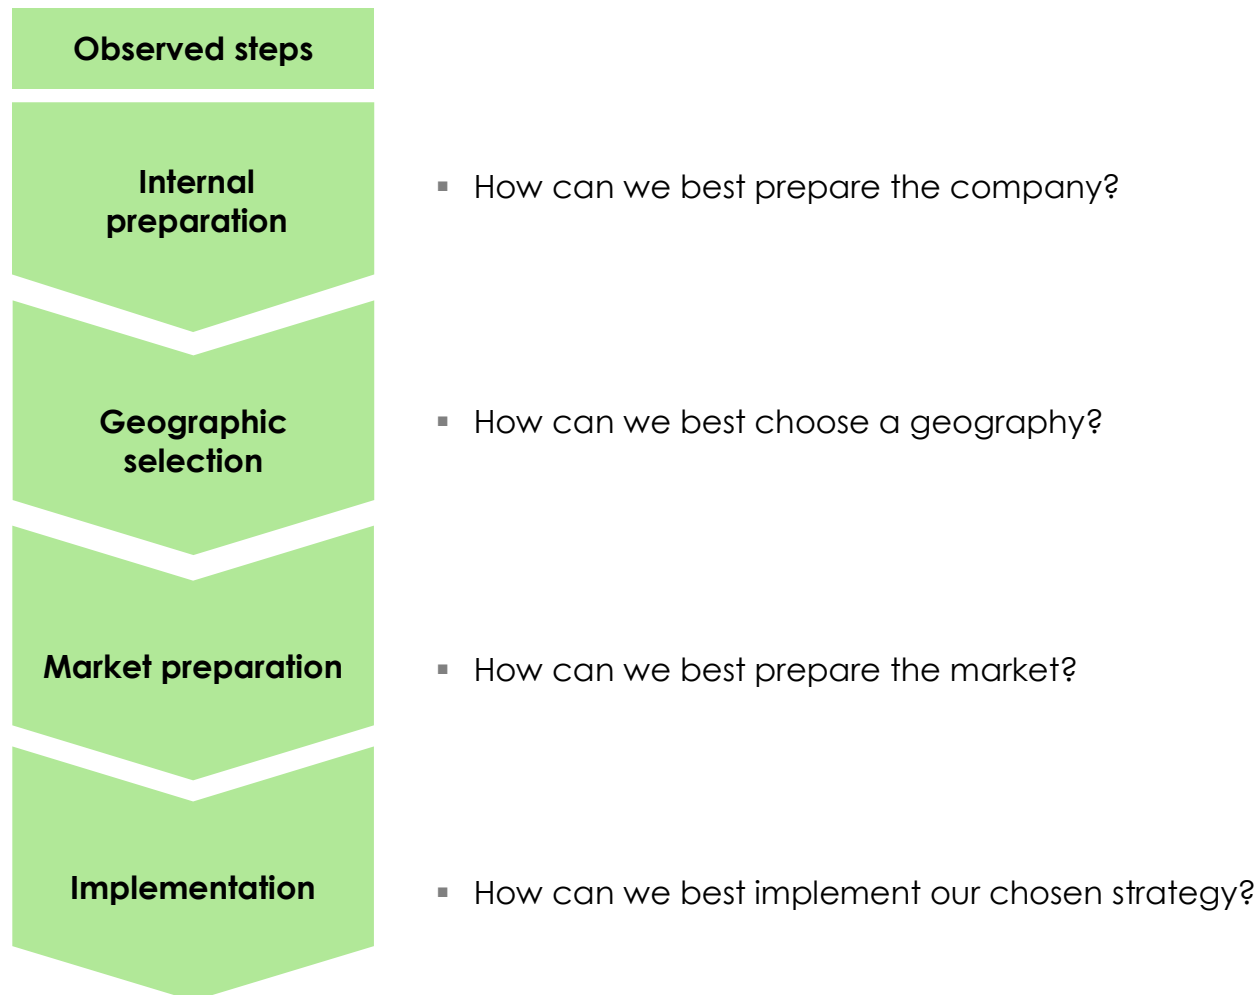 Observed steps
Internal
preparation
▪ How can we best prepare the company?
Geographic
selection
▪ How can we best choose a geography?
Market preparation
▪ How can we best prepare the market?
Implementation
▪ How can we best implement our chosen strategy?